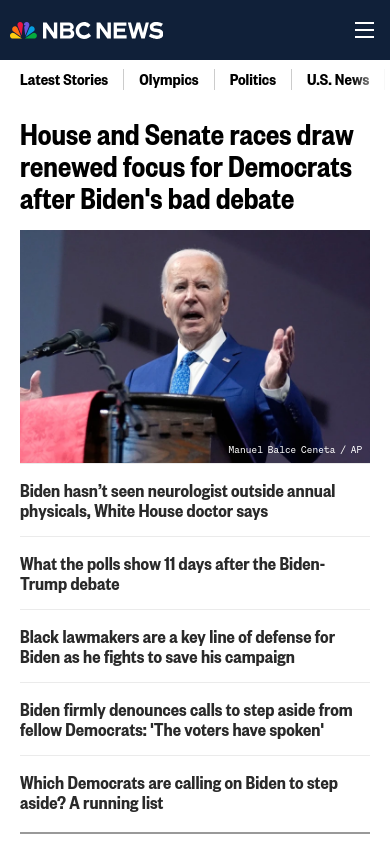 NBC NEWS
Latest Stories
Olympics
Politics
U.S. News
House and Senate races draw
renewed focus for Democrats
after Biden's bad debate
Manuel Balce Ceneta / AP
Biden hasn’t seen neurologist outside annual
physicals, White House doctor says
What the polls show 11 days after the Biden-
Trump debate
Black lawmakers are a key line of defense for
Biden as he fights to save his campaign
Biden firmly denounces calls to step aside from
fellow Democrats: 'The voters have spoken'
Which Democrats are calling on Biden to step
aside? A running list